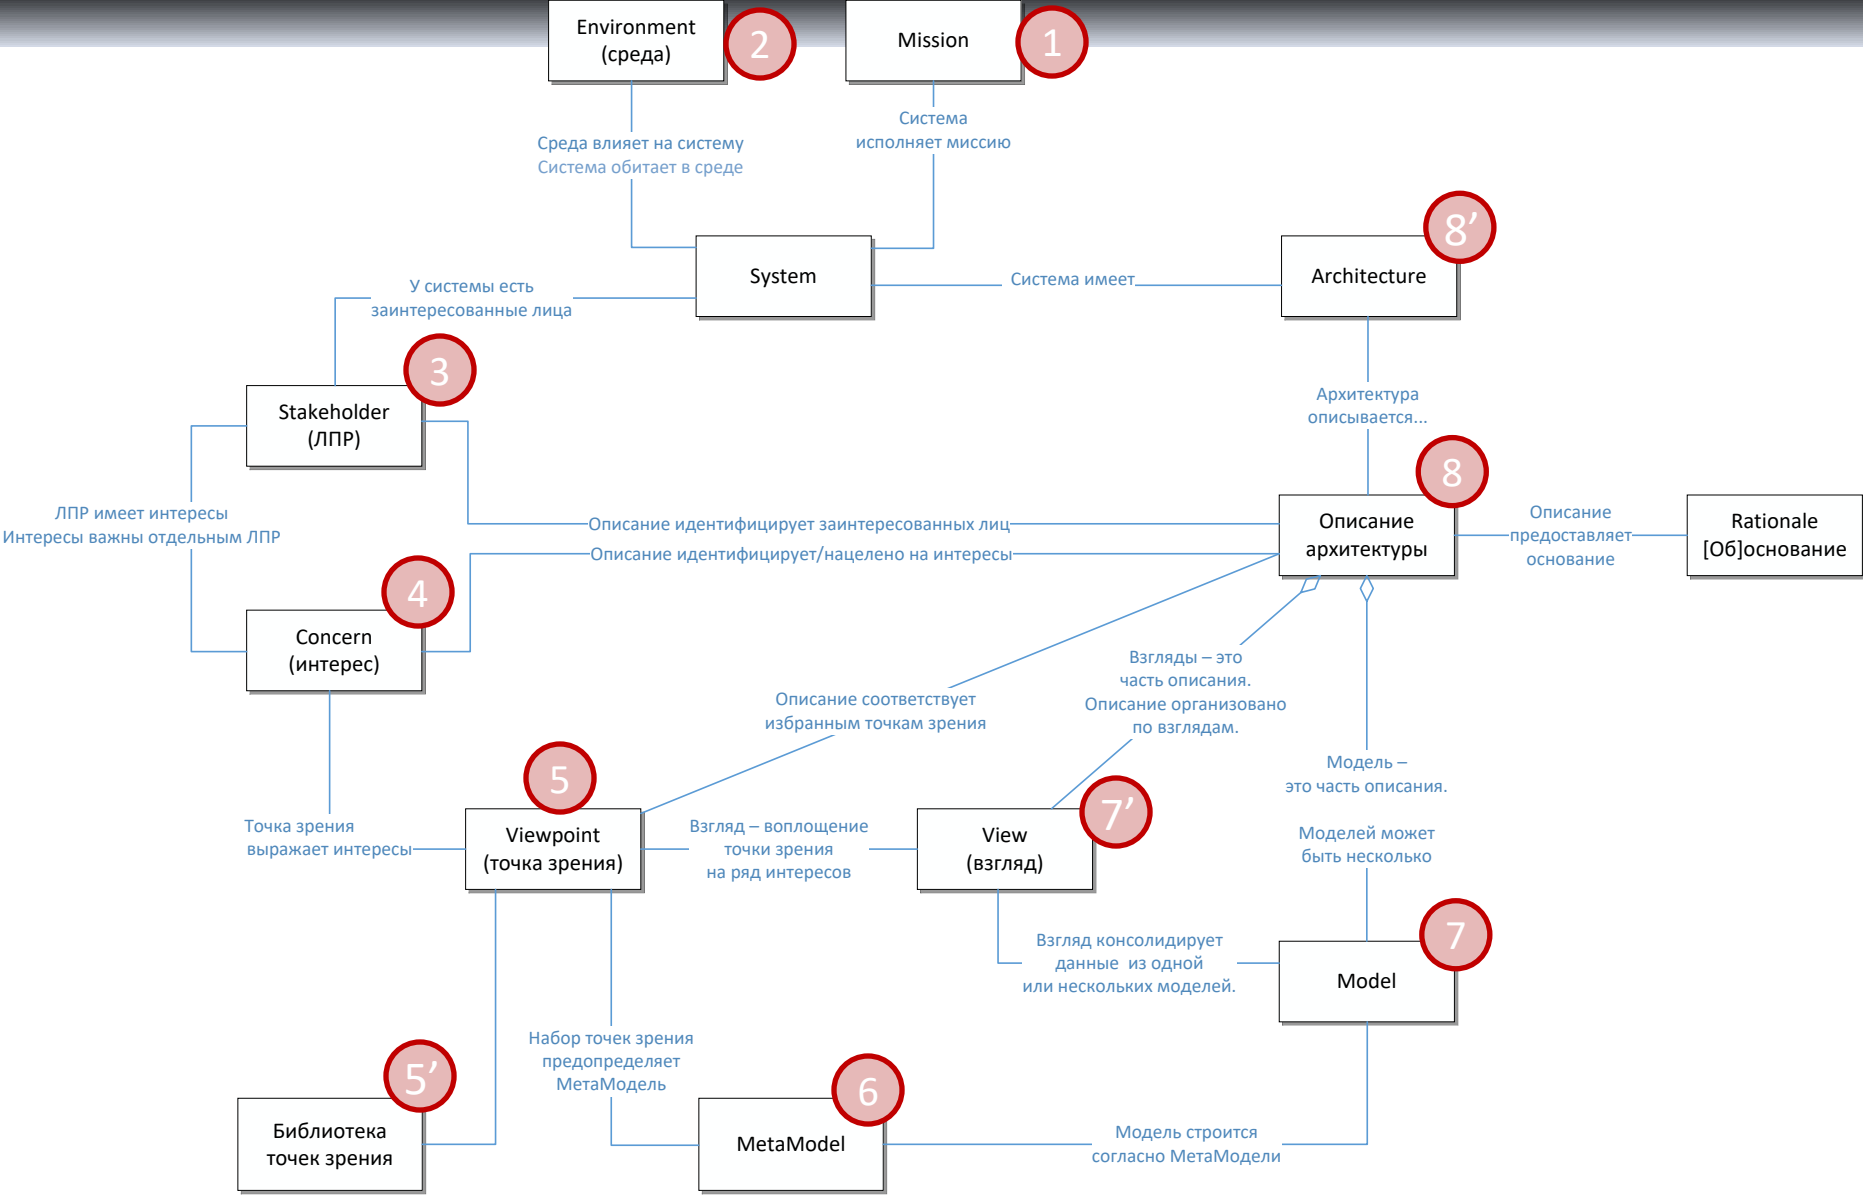 Environment
(среда)
2
Mission
1
Среда влияет на систему
Система обитает в среде
Система
исполняет миссию
System
Система имеет
Architecture
8’
У системы есть
заинтересованные лица
Stakeholder
(ЛПР)
3
Архитектура
описывается...
ЛПР имеет интересы
Интересы важны отдельным ЛПР
Описание идентифицирует заинтересованных лиц
Описание идентифицирует/нацелено на интересы
Описание
архитектуры
8
Описание
предоставляет
основание
Rationale
[Об]основание
Concern
(интерес)
4
Взгляды – это
часть описания.
Описание организовано
по взглядам.
Описание соответствует
избранным точкам зрения
Модель –
это часть описания.
Моделей может
быть несколько
Точка зрения
выражает интересы
Viewpoint
(точка зрения)
5
Взгляд – воплощение
точки зрения
на ряд интересов
View
(взгляд)
7’
Взгляд консолидирует
данные  из одной
или нескольких моделей.
Model
7
Набор точек зрения
предопределяет
МетаМодель
Библиотека
точек зрения
5’
MetaModel
6
Модель строится
согласно МетаМодели